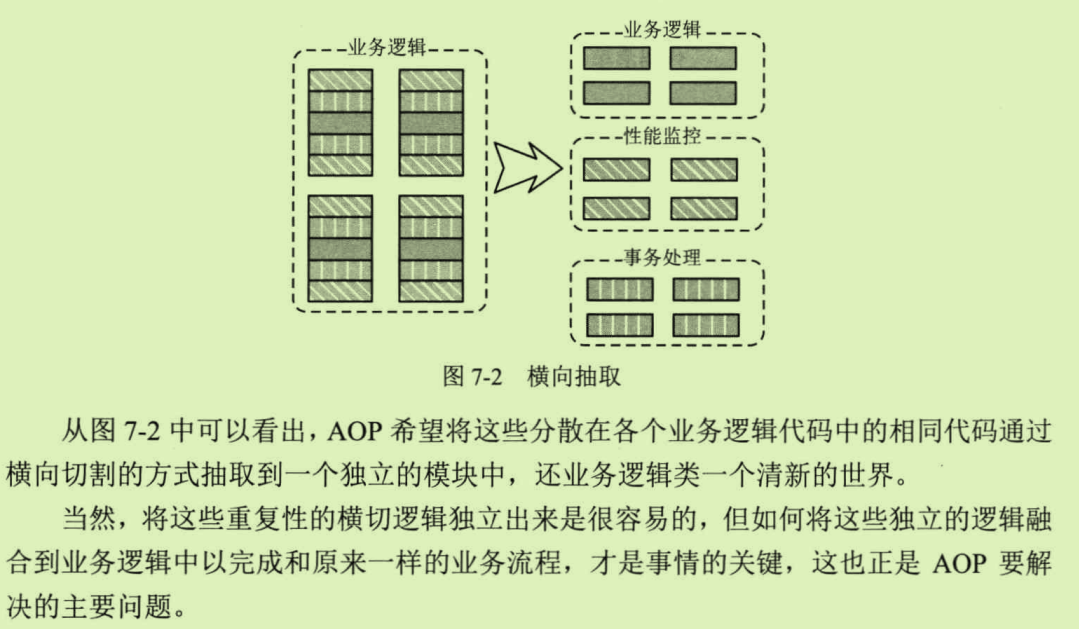 业务逻辑
业务逻辑
性能监控
事务处理
图 7-2 横向抽取
从图 7-2 中可以看出，AOP 希望将这些分散在各个业务逻辑代码中的相同代码通过
横向切割的方式抽取到一个独立的模块中，还业务逻辑类一个清新的世界。
当然，将这些重复性的横切逻辑独立出来是很容易的，但如何将这些独立的逻辑融
合到业务逻辑中以完成和原来一样的业务流程，才是事情的关键，这也正是 AOP 要解
决的主要问题。